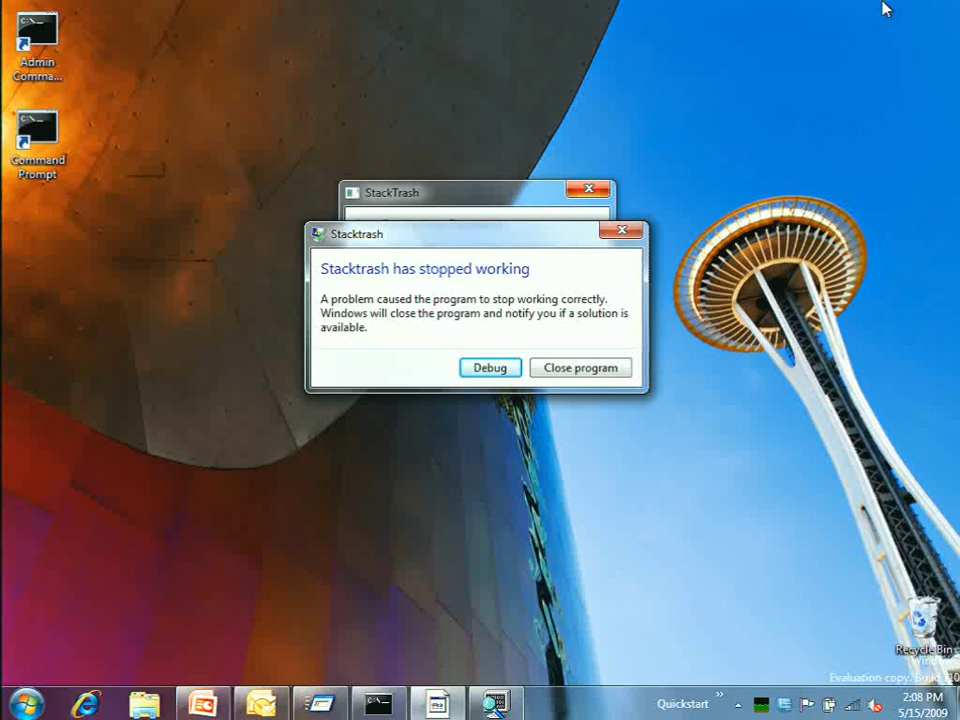 Admin
Comma...
Command
Prompt
StackTrash
Stacktrash
Stacktrash has stopped working
A problem caused the program to stop working correctly.
Windows will close the program and notify you if a solution is
available.
Debug
Close program
Recycle Bin
Evaluation copy.
Quickstart
2:08 PM
5/15/2009